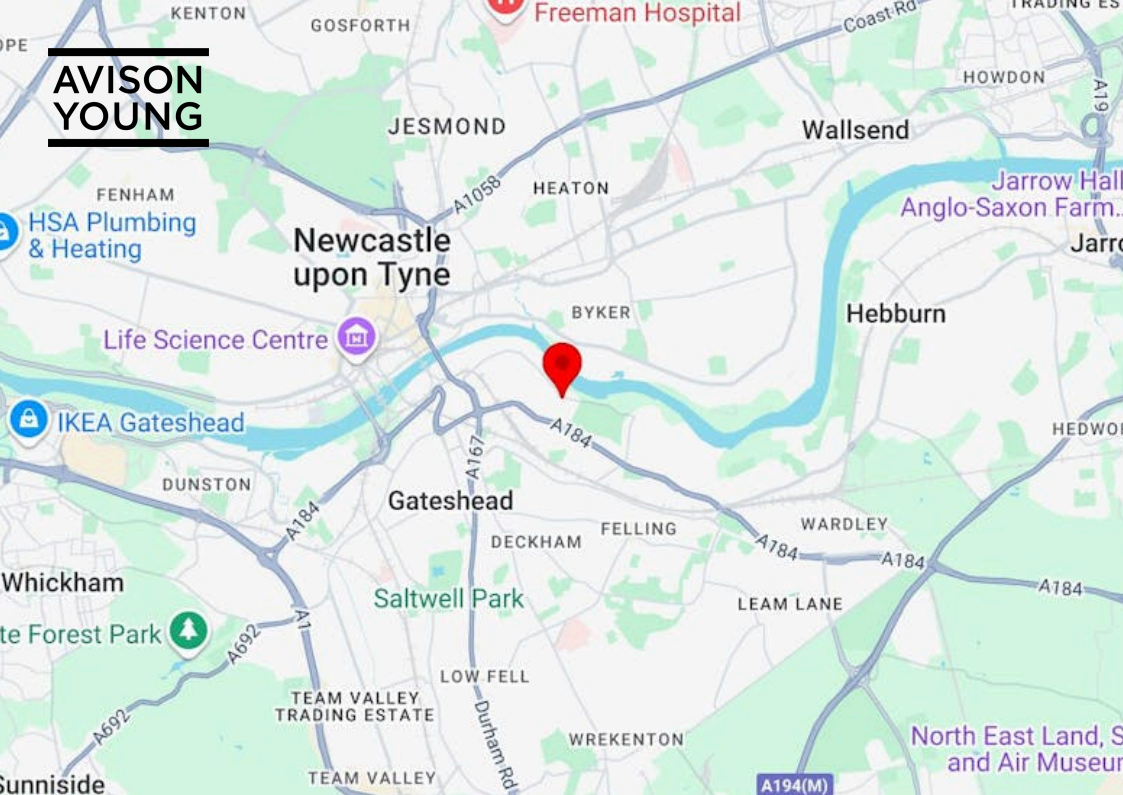 KENTON
GOSFORTH
Freeman Hospital
Coast Rd
TRADING ES
OPE
AVISON
YOUNG
HOWDON
A19
JESMOND
Wallsend
A1058
HEATON
FENHAM
Jarrow Hall
Anglo-Saxon Farm...
HSA Plumbing
& Heating
Newcastle
upon Tyne
Jarro
BYKER
Hebburn
Life Science Centre
IKEA Gateshead
A184
HEDWO
A167
DUNSTON
Gateshead
A184
FELLING
WARDLEY
DECKHAM
A184
A184
A184
Whickham
Saltwell Park
LEAM LANE
te Forest Park
A692
A1
LOW FELL
TEAM VALLEY
TRADING ESTATE
A692
Durham Rd
WREKENTON
North East Land, S
and Air Museum
TEAM VALLEY
Sunniside
A194(M)